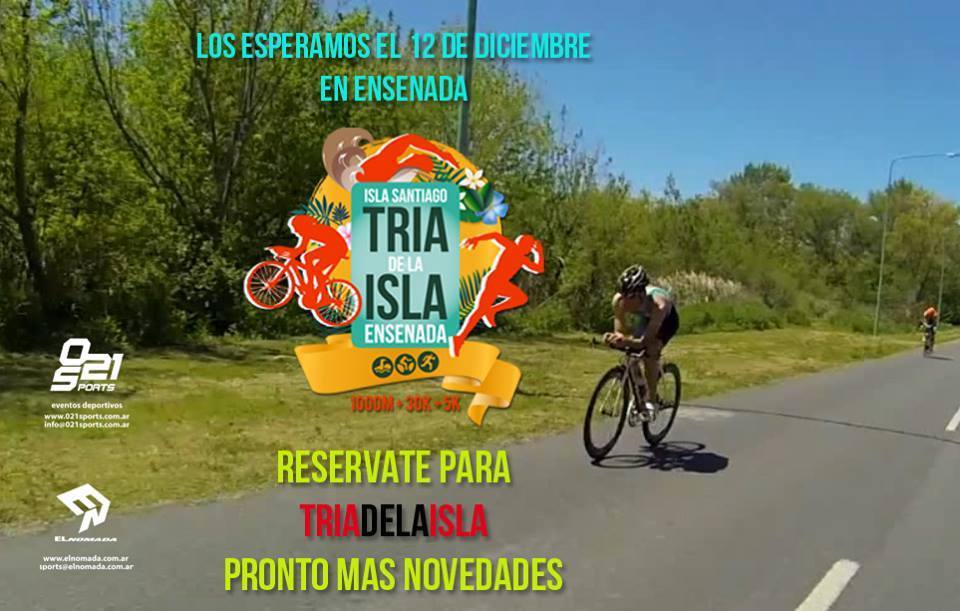 LOS ESPERAMOS EL 12 DE DICIEMBRE
EN ENSENADA
ISLA SANTIAGO
TRIA
DE LA
ISLA
ENSENADA
1000M + 30K + 5K
021
SPORTS
eventos deportivos
www.021sports.com.ar
info@021sports.com.ar
RESERVATE PARA
TRIADELAISLA
PRONTO MAS NOVEDADES
EN
ELNOMADA
www.elnomada.com.ar
sports@elnomada.com.ar